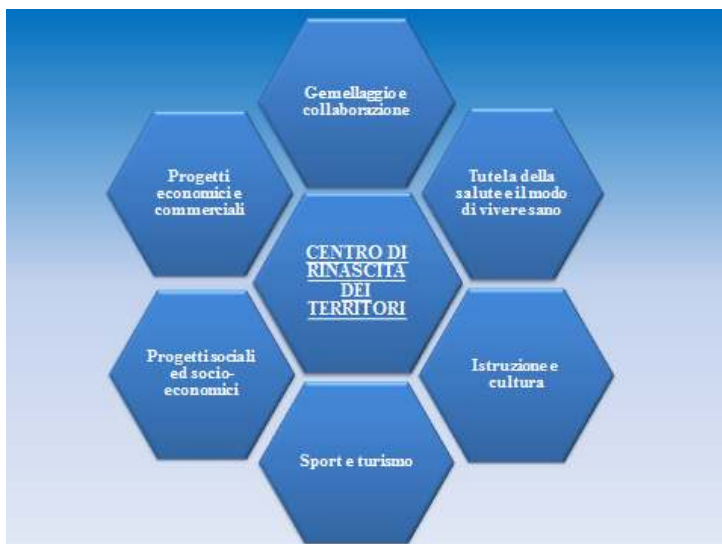 Gemellaggio e
collaborazione
Progetti
economici e
commerciali
Tutela della
salute e il modo
di vivere sano
CENTRO DI
RINASCITA
DEI
TERRITORI
Progetti sociali
ed socio-
economici
Istruzione e
cultura
Sport e turismo